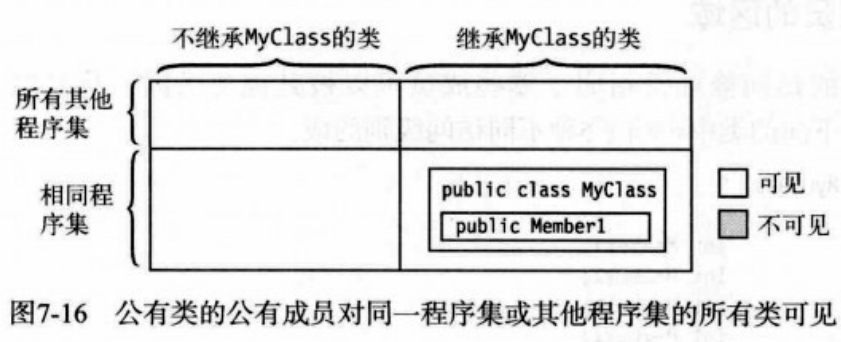 不继承MyClass的类 继承MyClass的类
所有其他
程序集
相同程
序集
public class MyClass
public Member1
可见
不可见
图7-16 公有类的公有成员对同一程序集或其他程序集的所有类可见